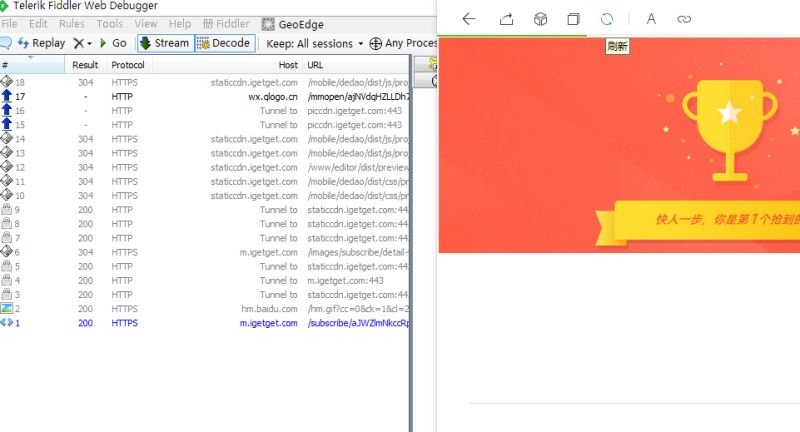 Telerik Fiddler Web Debugger
File Edit Rules Tools View Help 册 Fiddler GeoEdge
Replay X Go Stream Decode Keep: All sessions Any Process
# Result Protocol Host URL
18 304 HTTPS staticcdn.igetget.com /mobile/dedao/dist/js/pro
17 - HTTP wx.qlogo.cn /mmopen/ajNVdqHZLLDh7
16 - HTTP Tunnel to piccdn.igetget.com:443
15 - HTTP Tunnel to piccdn.igetget.com:443
14 304 HTTPS staticcdn.igetget.com /mobile/dedao/dist/js/pro
13 304 HTTPS staticcdn.igetget.com /mobile/dedao/dist/js/pro
12 304 HTTPS staticcdn.igetget.com /www/editor/dist/preview
11 304 HTTPS staticcdn.igetget.com /mobile/dedao/dist/css/pr
10 304 HTTPS staticcdn.igetget.com /mobile/dedao/dist/css/pr
9 200 HTTP Tunnel to staticcdn.igetget.com:44
8 200 HTTP Tunnel to staticcdn.igetget.com:44
7 200 HTTP Tunnel to staticcdn.igetget.com:44
6 304 HTTPS m.igetget.com /images/subscribe/detail-
5 200 HTTP Tunnel to staticcdn.igetget.com:44
4 200 HTTP Tunnel to m.igetget.com:443
3 200 HTTP Tunnel to staticcdn.igetget.com:44
2 200 HTTPS hm.baidu.com /hm.gif?cc=0&ck=1&cl=2
1 200 HTTPS m.igetget.com /subscribe/aJWZlmNkccRp
A
刷新
快人一步，你是第1个抢到的